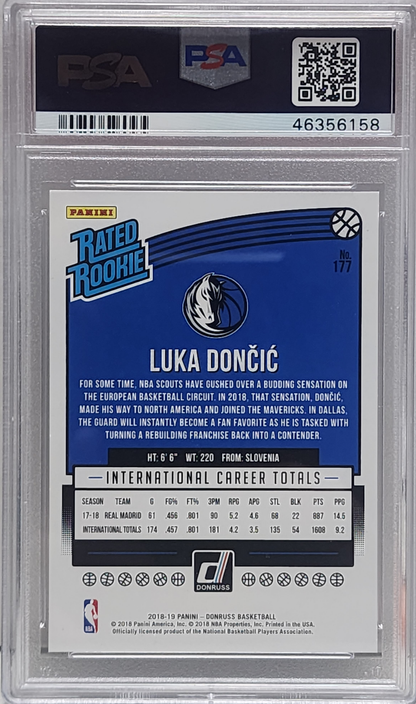 PSA
PSA
46356158
PANINI
RATED
ROOKIE
No.
177
LUKA DONČIĆ
FOR SOME TIME, NBA SCOUTS HAVE GUSHED OVER A BUDDING SENSATION ON
THE EUROPEAN BASKETBALL CIRCUIT. IN 2018, THAT SENSATION, DONČIĆ,
MADE HIS WAY TO NORTH AMERICA AND JOINED THE MAVERICKS. IN DALLAS,
THE GUARD WILL INSTANTLY BECOME A FAN FAVORITE AS HE IS TASKED WITH
TURNING A REBUILDING FRANCHISE BACK INTO A CONTENDER.
HT: 6' 6" WT: 220 FROM: SLOVENIA
INTERNATIONAL CAREER TOTALS
SEASON TEAM G FG% FT% 3PM RPG APG STL BLK PTS PPG
17-18 REAL MADRID 61 .456 .801 90 5.2 4.6 68 22 887 14.5
INTERNATIONAL TOTALS 174 .457 .801 181 4.2 3.5 135 54 1608 9.2
d
DONRUSS
NBA
2018-19 PANINI – DONRUSS BASKETBALL
© 2018 Panini America, Inc. © 2018 NBA Properties, Inc. Printed in the USA.
Officially licensed product of the National Basketball Players Association.